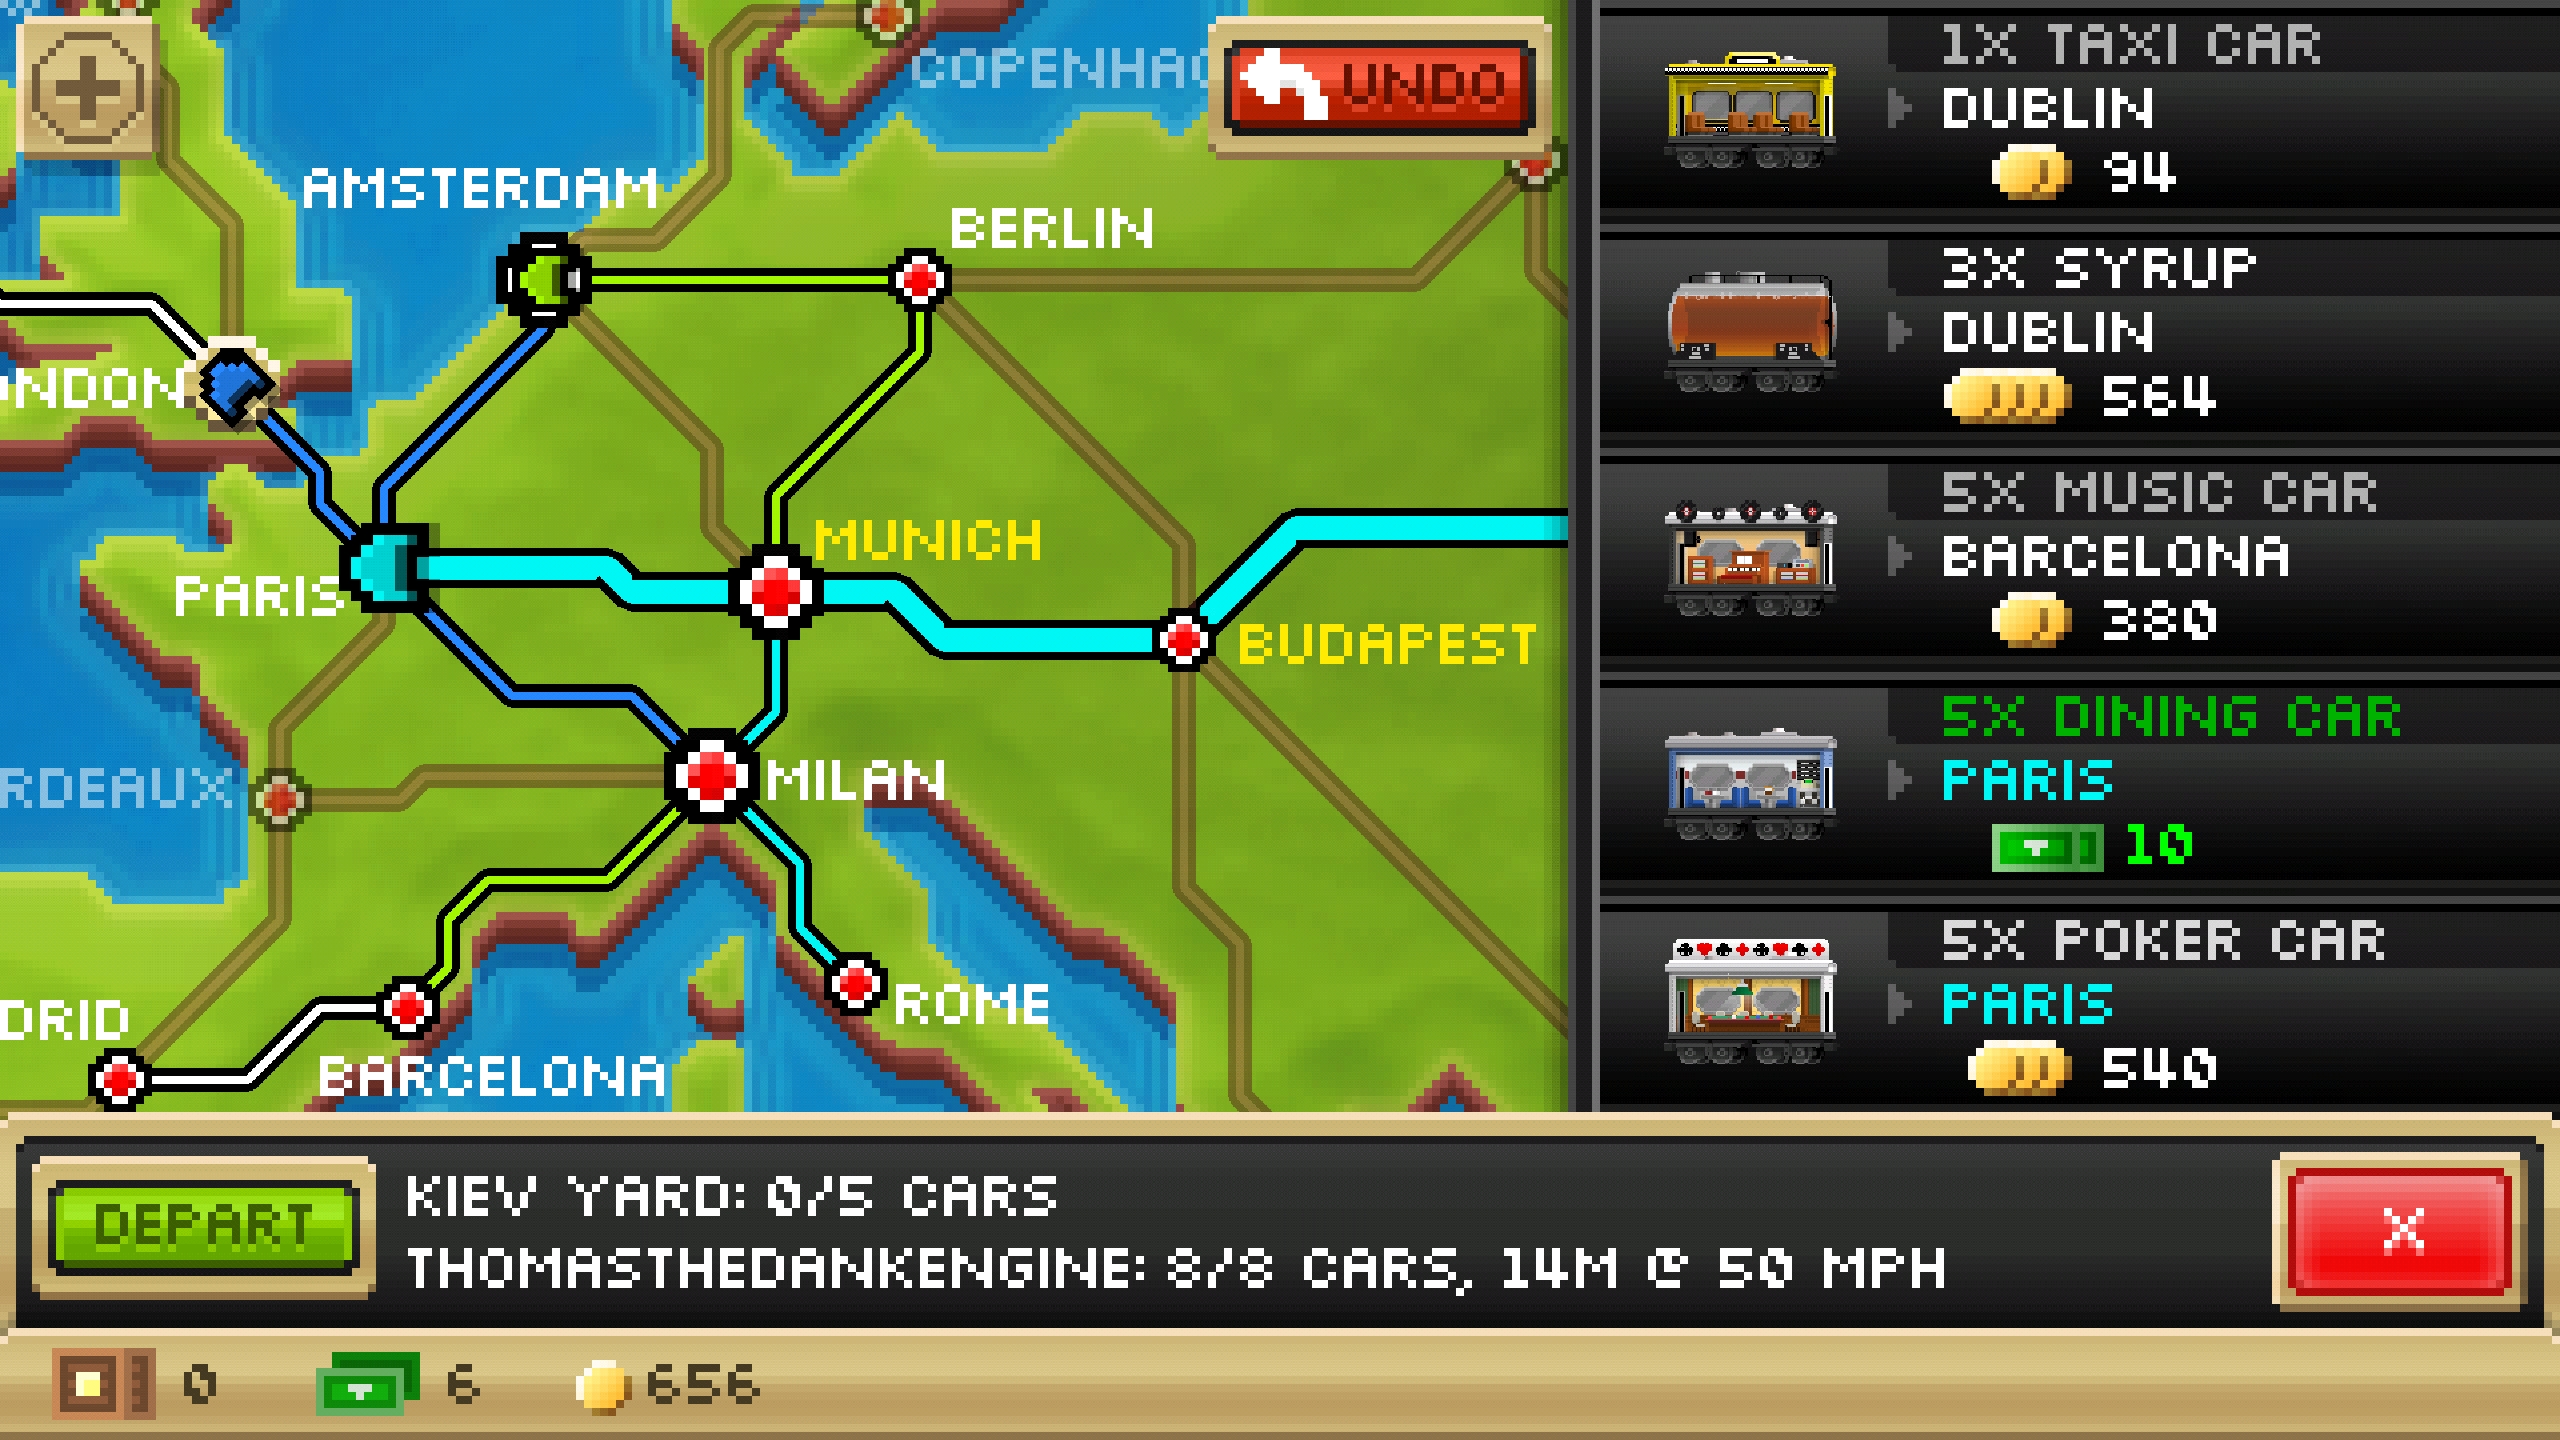 COPENHAG
UNDO
AMSTERDAM
BERLIN
ONDON
MUNICH
PARIS
BUDAPEST
RDEAUX
MILAN
ROME
DRID
BARCELONA
1X TAXI CAR
DUBLIN
94
3X SYRUP
DUBLIN
564
5X MUSIC CAR
BARCELONA
380
5X DINING CAR
PARIS
10
5X POKER CAR
PARIS
540
DEPART
KIEV YARD: 0/5 CARS
THOMASTHEDANKENGINE: 8/8 CARS, 14M @ 50 MPH
X
0
6
656